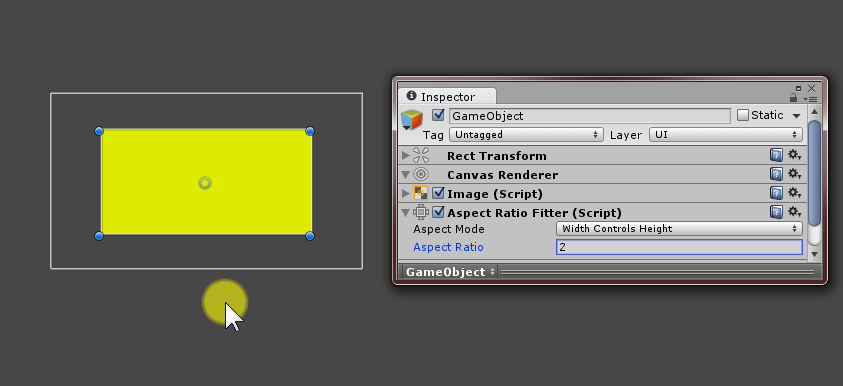 Inspector
GameObject Static
Tag Untagged Layer UI
Rect Transform
Canvas Renderer
Image (Script)
Aspect Ratio Fitter (Script)
Aspect Mode Width Controls Height
Aspect Ratio 2
GameObject